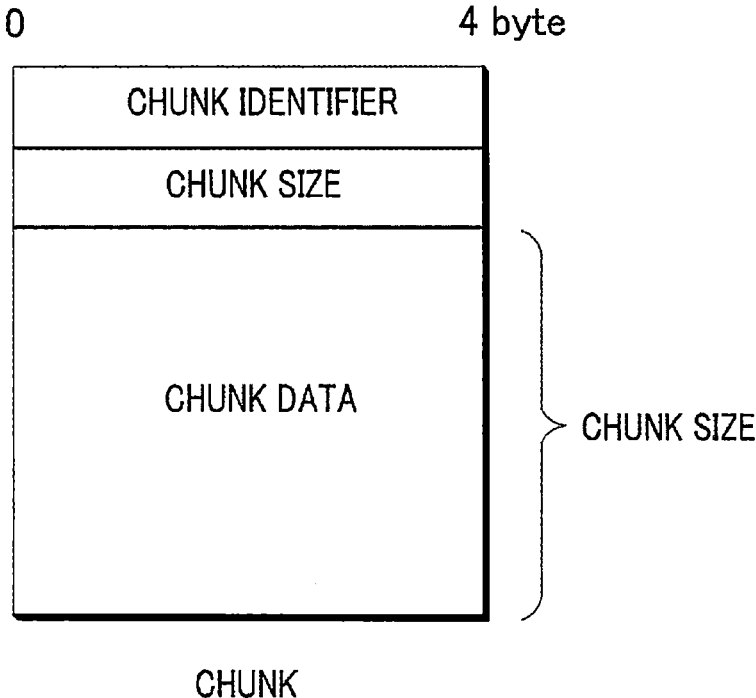 0 4 byte
CHUNK IDENTIFIER
CHUNK SIZE
CHUNK DATA
CHUNK SIZE
CHUNK